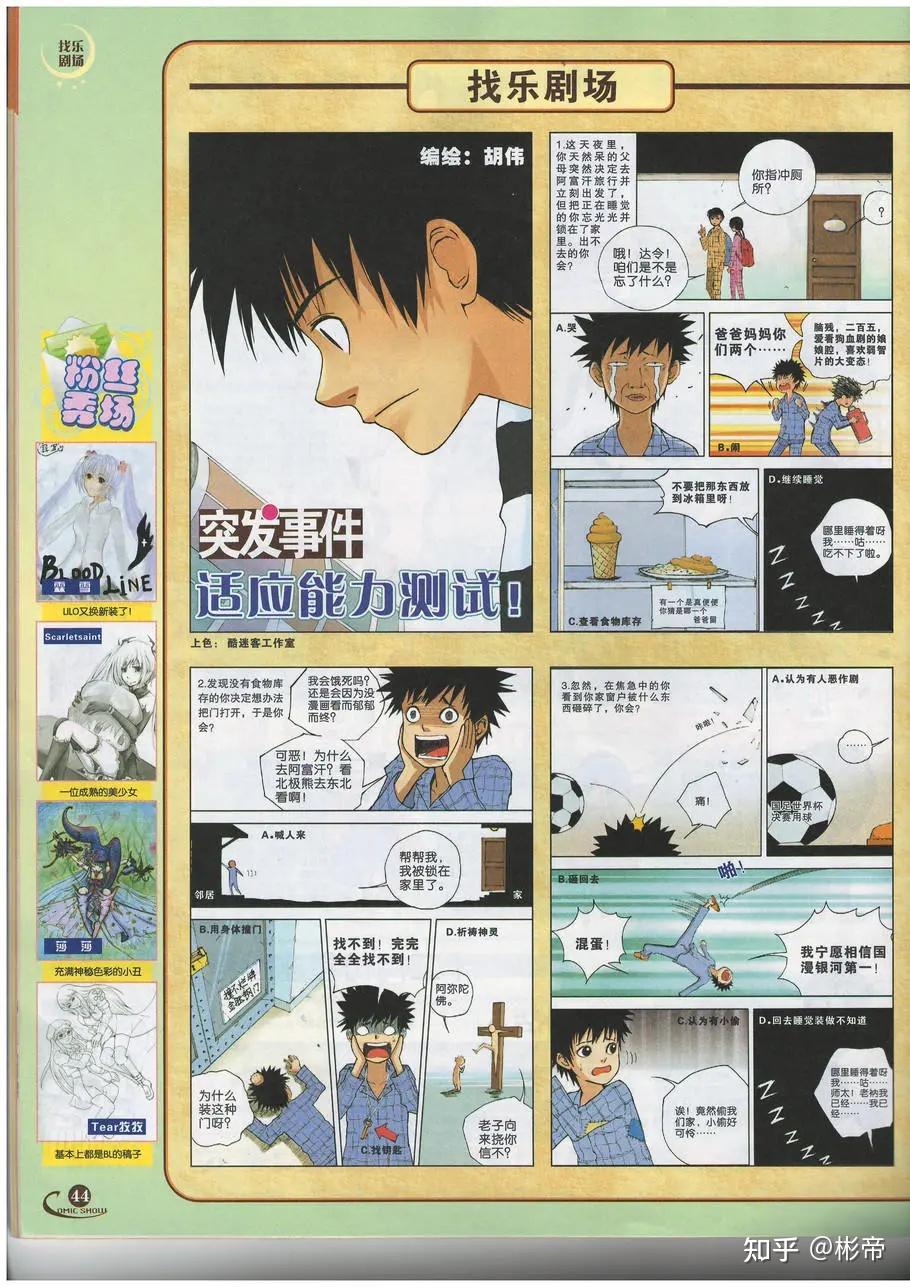 找乐
剧场
找乐剧场
编绘：胡伟
突发事件
适应能力测试！
上色：酷迷客工作室
1.这天夜里，
你天然呆的父
母突然决定去
阿富汗旅行并
立刻出发了，
但把正在睡觉
的你忘光光并
锁在了家
里。出不
去的你
会？
你指冲厕
所？
？
哦！达令！
咱们是不是
忘了什么？
A.哭
爸爸妈妈你
们两个……
脑残，二百五，
爱看狗血剧的娘
娘腔，喜欢弱智
片的大变态！
B.闹
不要把那东西放
到冰箱里呀！
有一个是真便便
你猜是哪一个
爸爸留
C.查看食物库存
D.继续睡觉
哪里睡得着呀
我……咕……
吃不下了啦。
Z
Z
Z
Z
Z
Z
2.发现没有食物库
存的你决定想办法
把门打开，于是你
会？
我会饿死吗？
还是会因为没
漫画看而郁郁
而终？
可恶！为什么
去阿富汗？看
北极熊去东北
看啊！
A.喊人来
帮帮我，
我被锁在
家里了。
邻居
家
B.用身体撞门
撞不烂牌
金刚钢门
为什么
装这种
门呀？
找不到！完完
全全找不到！
C.找钥匙
D.祈祷神灵
阿弥陀
佛。
老子向
来挠你
信不？
3.忽然，在焦急中的你
看到你家窗户被什么东
西砸碎了，你会？
咔啦！
痛！
A.认为有人恶作剧
……
国足世界杯
决赛用球
B.砸回去
啪！
混蛋！
我宁愿相信国
漫银河第一！
C.认为有小偷
诶！竟然偷我
们家，小偷好
可怜……
D.回去睡觉装做不知道
哪里睡得着呀
我……咕……
师太！老衲我
已经……我已
经……
Z
Z
Z
Z
Z
粉丝
秀场
BLOOD LINE
LILO又换新装了！
Scarletsaint
一位成熟的美少女
莎莎
充满神秘色彩的小丑
Tear牧牧
基本上都是BL的稿子
44
COMIC SHOW
知乎 @彬帝